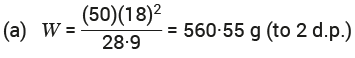 (a) W = (50)(18)² / 28·9 = 560·55 g (to 2 d.p.)